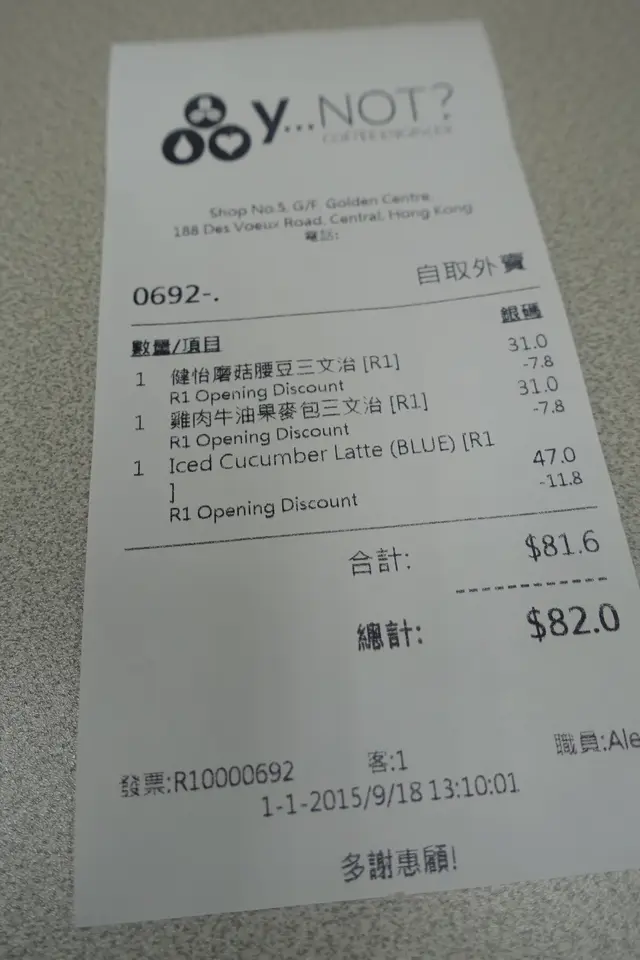 y...NOT?
Shop No.5, G/F, Golden Centre,
188 Des Voeux Road, Central, Hong Kong
電話:
自取外賣
0692-.
數量/項目 銀碼
1 健怡蘑菇腰豆三文治 [R1] 31.0
R1 Opening Discount -7.8
1 雞肉牛油果麥包三文治 [R1] 31.0
R1 Opening Discount -7.8
1 Iced Cucumber Latte (BLUE) [R1
] 47.0
R1 Opening Discount -11.8
合計: $81.6
總計: $82.0
職員:Ale
發票:R10000692 客:1
1-1-2015/9/18 13:10:01
多謝惠顧!